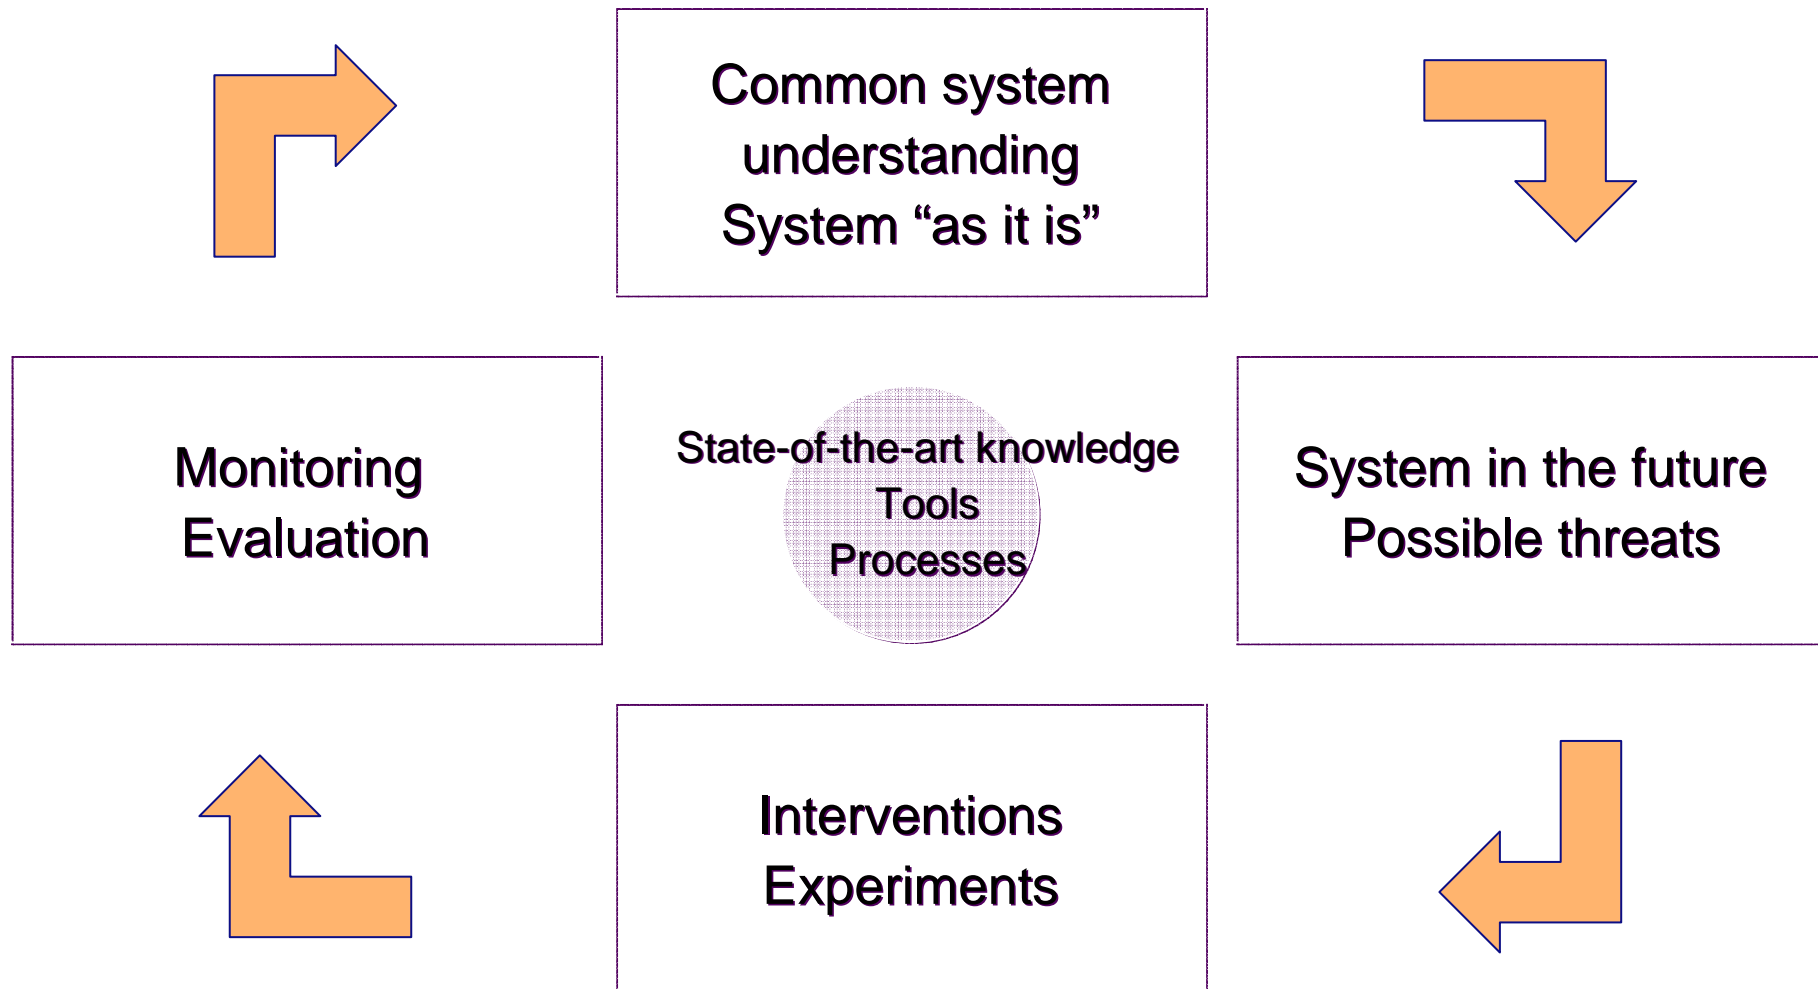 Common system
understanding
System “as it is”
Monitoring
Evaluation
State-of-the-art knowledge
Tools
Processes
System in the future
Possible threats
Interventions
Experiments